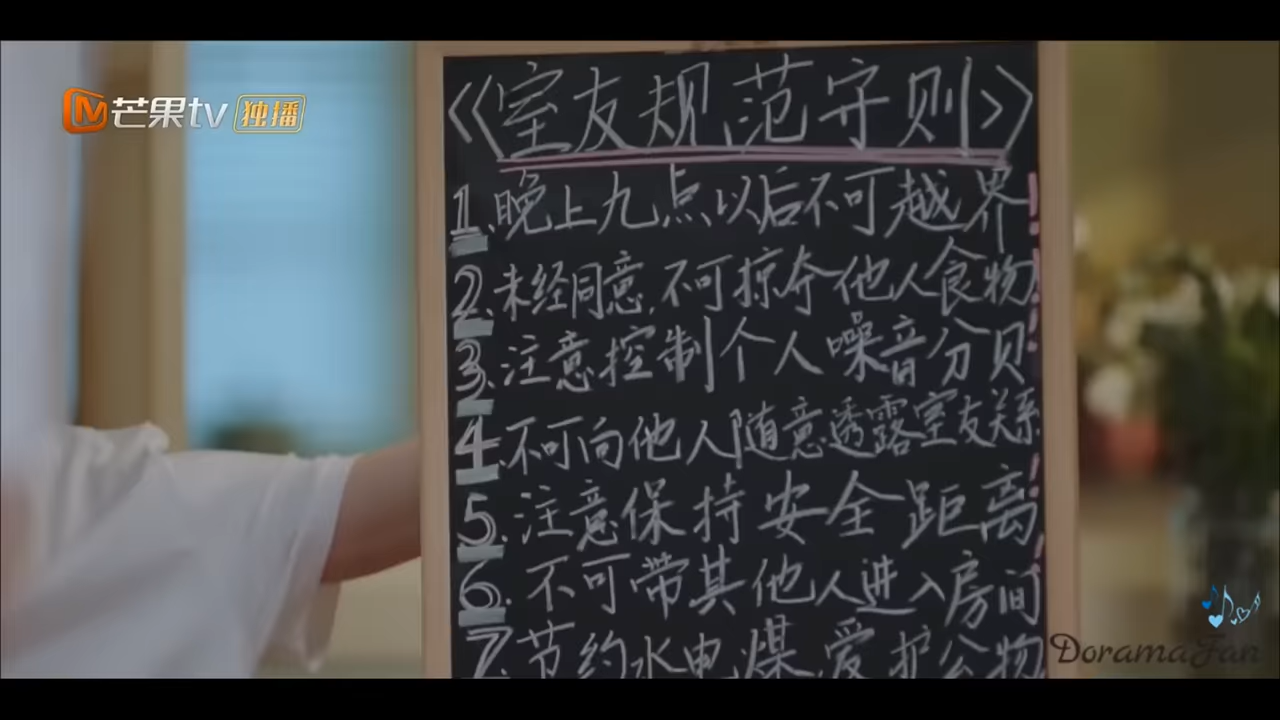 芒果tv 独播
《室友规范守则》
1、晚上九点以后不可越界!
2、未经同意,不可掠夺他人食物!
3、注意控制个人噪音分贝!
4、不可向他人随意透露室友关系!
5、注意保持安全距离!
6、不可带其他人进入房间!
7、节约水电煤,爱护公物
DoramaFan